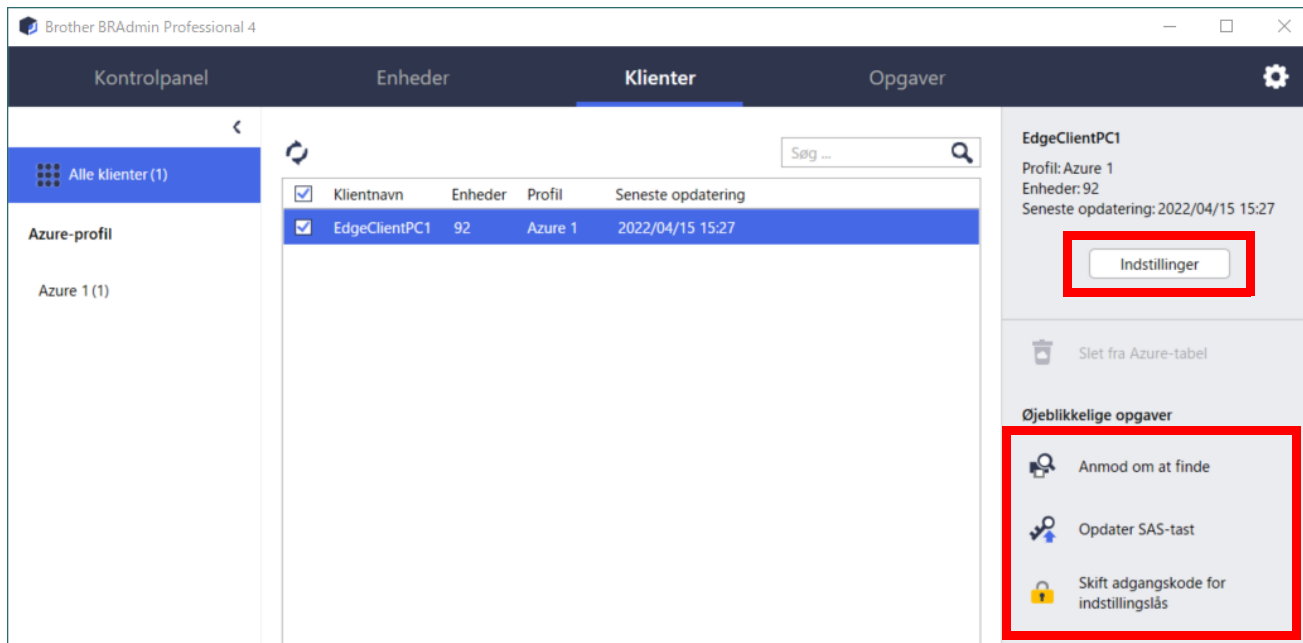 Brother BRAdmin Professional 4
Kontrolpanel
Enheder
Klienter
Opgaver
Alle klienter (1)
Azure-profil
Azure 1 (1)
Søg ...
Klientnavn Enheder Profil Seneste opdatering
EdgeClientPC1 92 Azure 1 2022/04/15 15:27
EdgeClientPC1
Profil: Azure 1
Enheder: 92
Seneste opdatering: 2022/04/15 15:27
Indstillinger
Slet fra Azure-tabel
Øjeblikkelige opgaver
Anmod om at finde
Opdater SAS-tast
Skift adgangskode for
indstillingslås